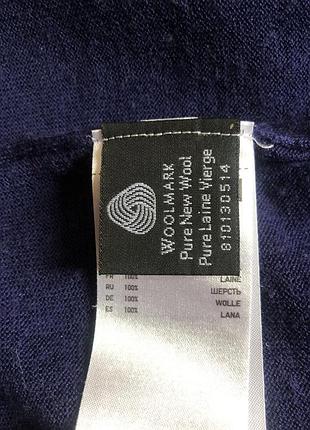 WOOLMARK
Pure New Wool
Pure Laine Vierge
810130514
FR 100% LAINE
RU 100% ШЕРСТЬ
DE 100% WOLLE
ES 100% LANA